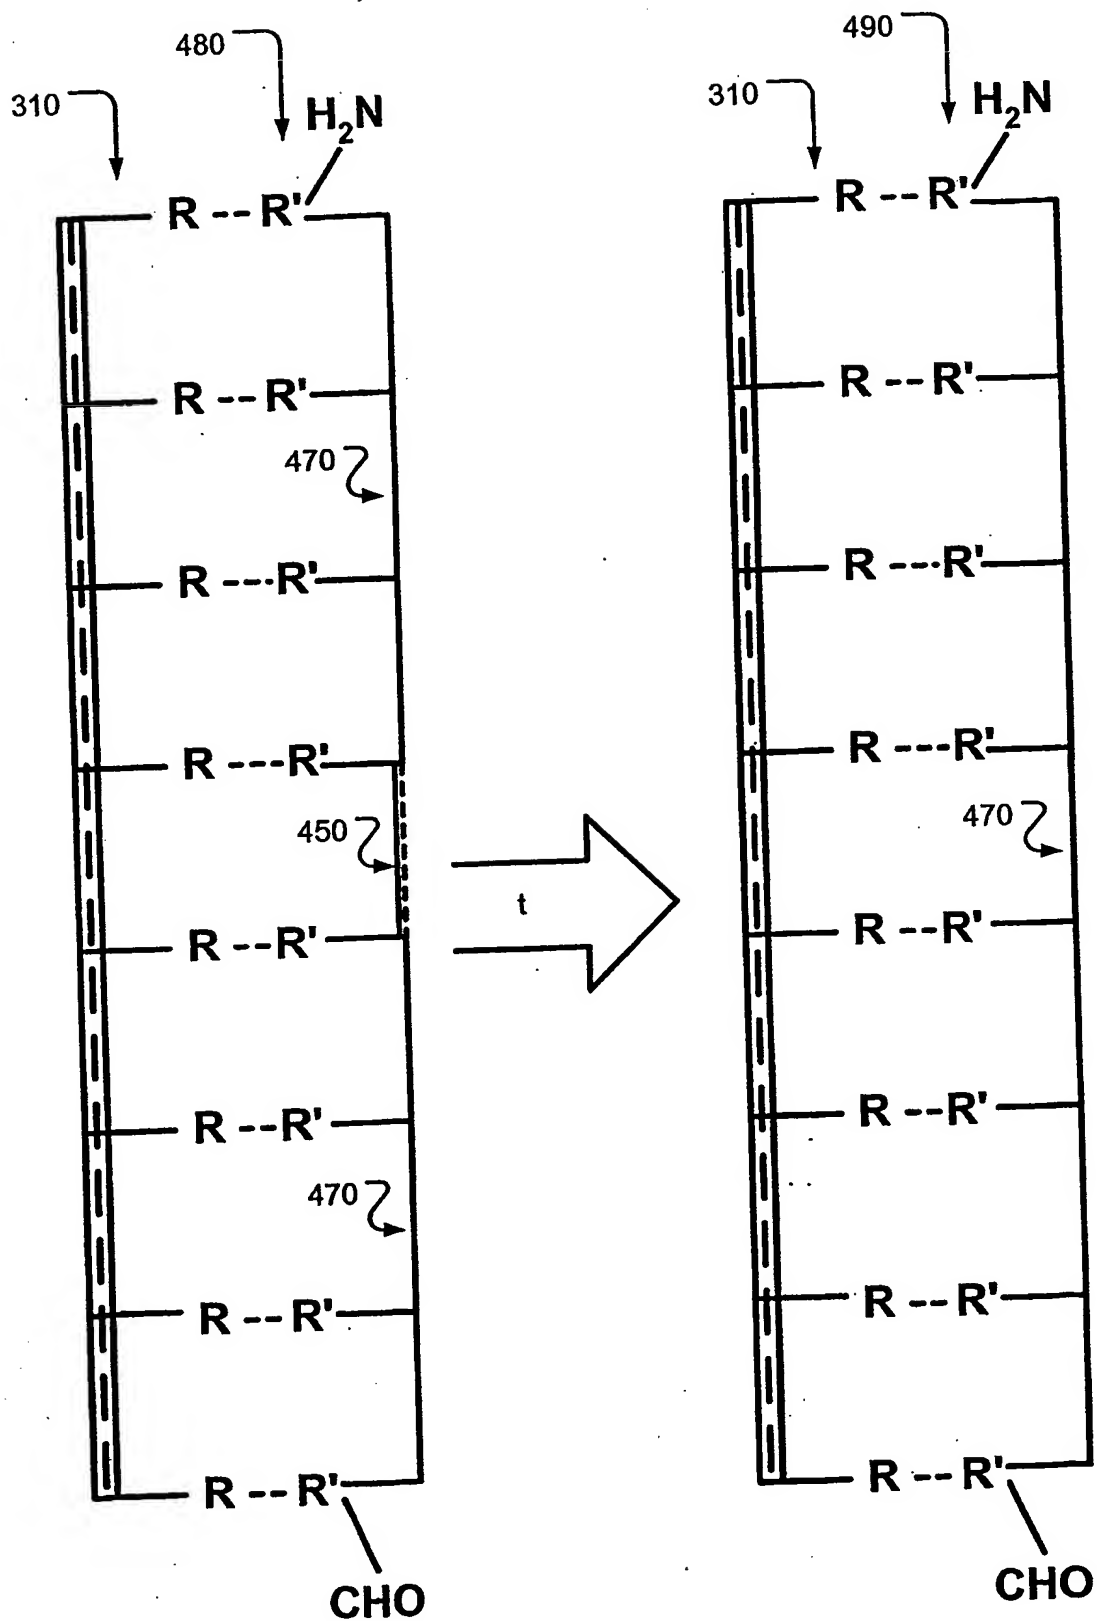 480
310
H₂N
R -- R'
R -- R'
470
R --- R'
R --- R'
450
R -- R'
R -- R'
470
R -- R'
R -- R'
CHO
t
490
310
H₂N
R -- R'
R -- R'
R --- R'
R --- R'
470
R -- R'
R -- R'
R -- R'
R -- R'
CHO